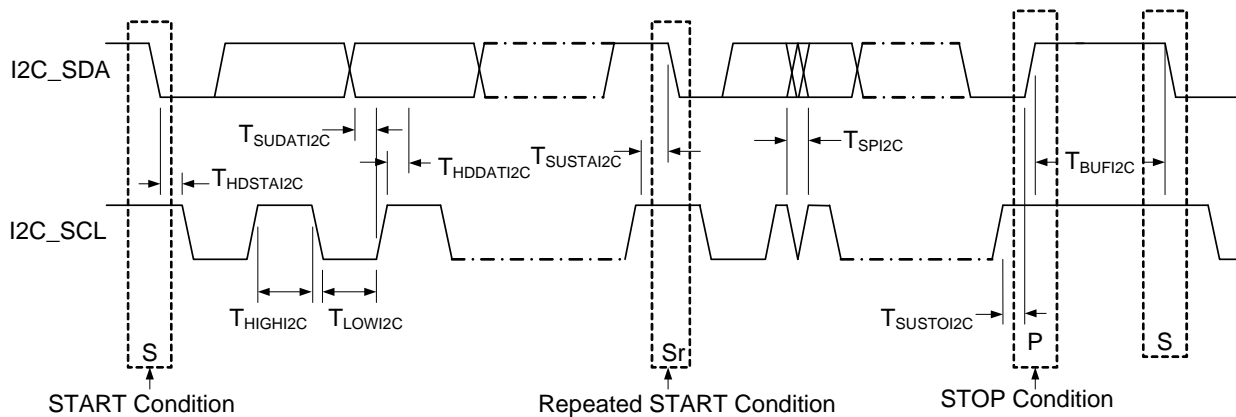 I2C_SDA
TSUDATI2C
TSPI2C
THDDATI2C
TSUSTAI2C
TBUFI2C
THDSTAI2C
I2C_SCL
THIGHI2C
TLOWI2C
TSUSTOI2C
S
Sr
P
S
START Condition
Repeated START Condition
STOP Condition